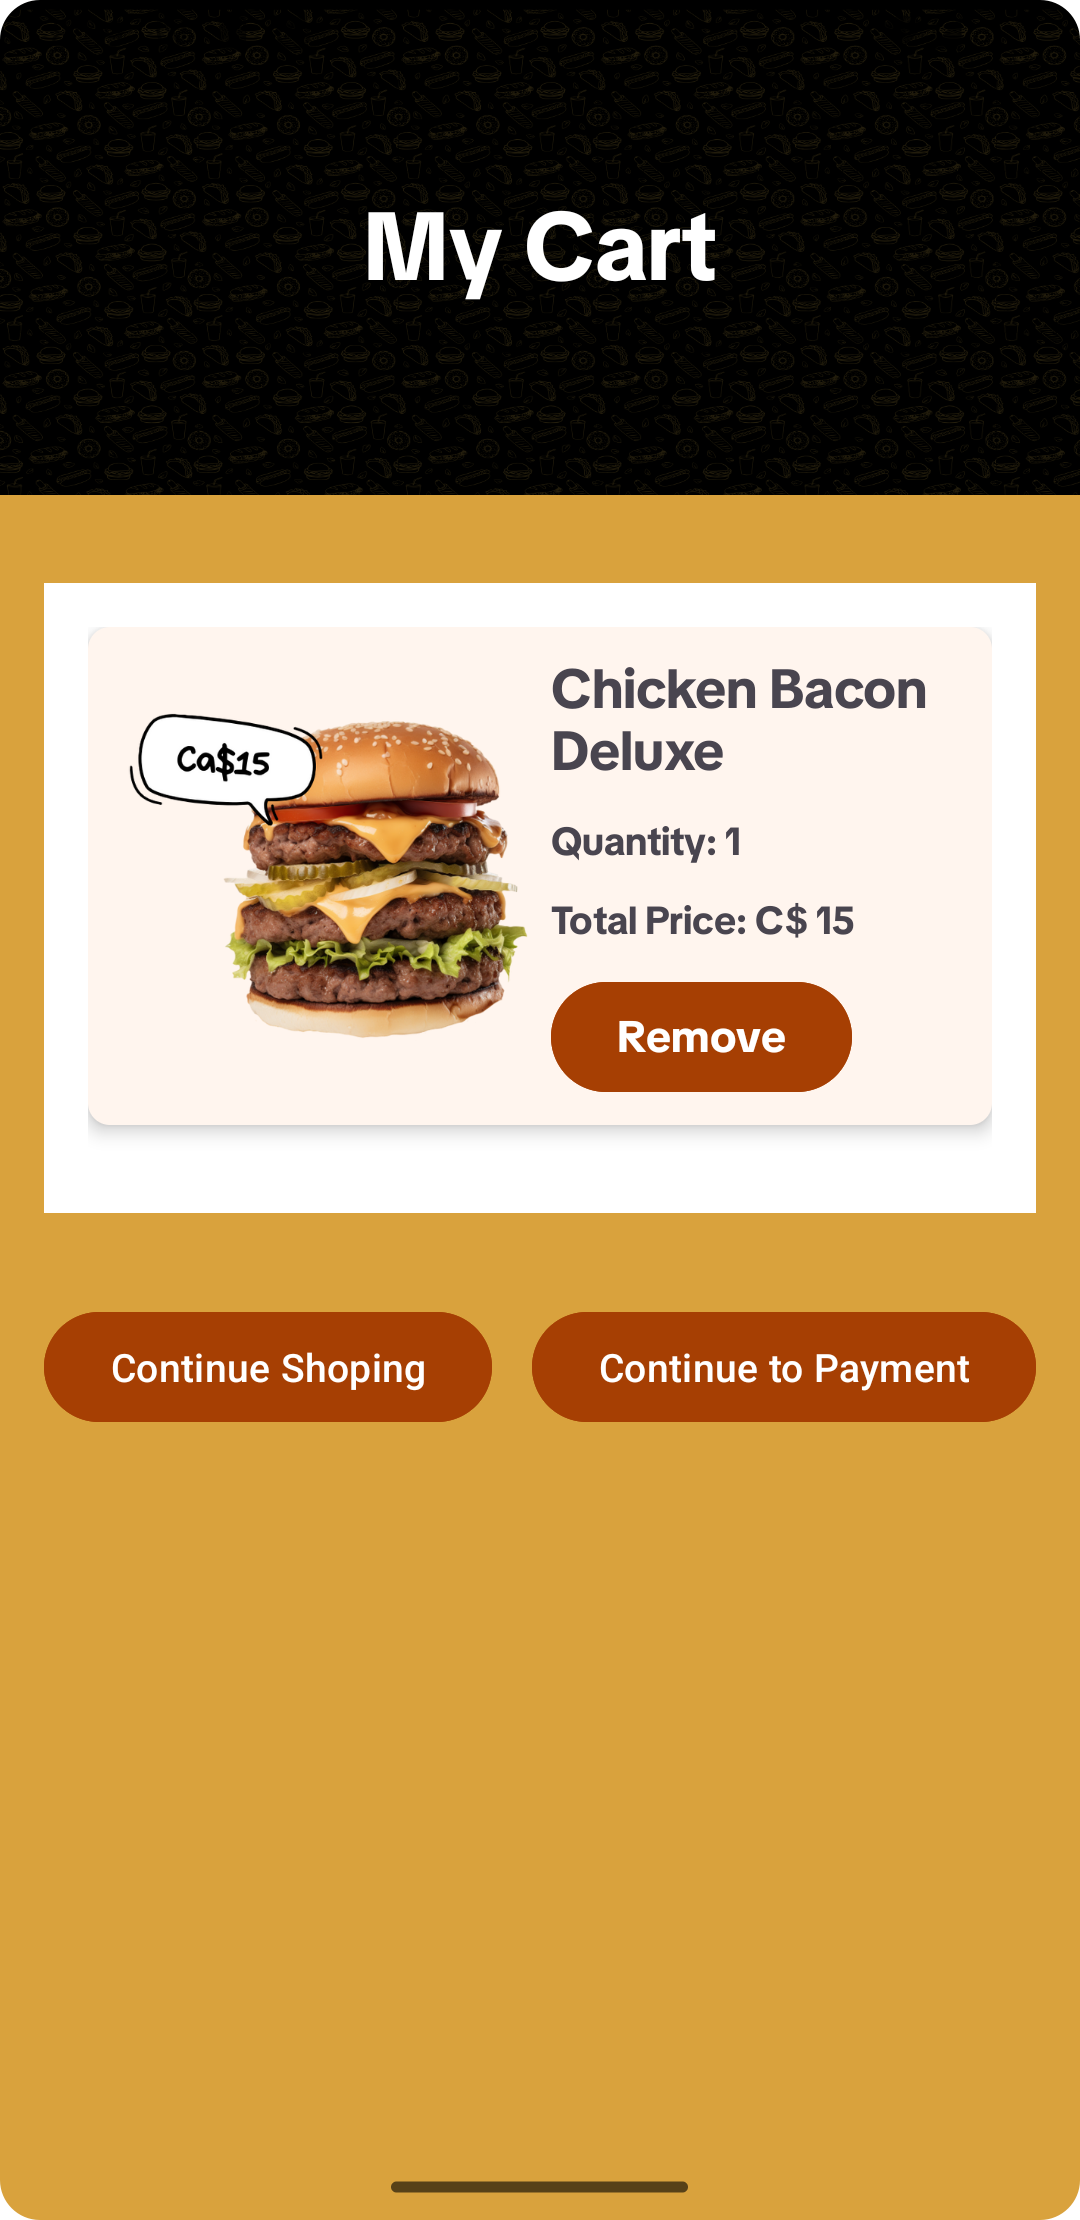 My Cart
Ca$15
Chicken Bacon
Deluxe
Quantity: 1
Total Price: C$ 15
Remove
Continue Shoping
Continue to Payment